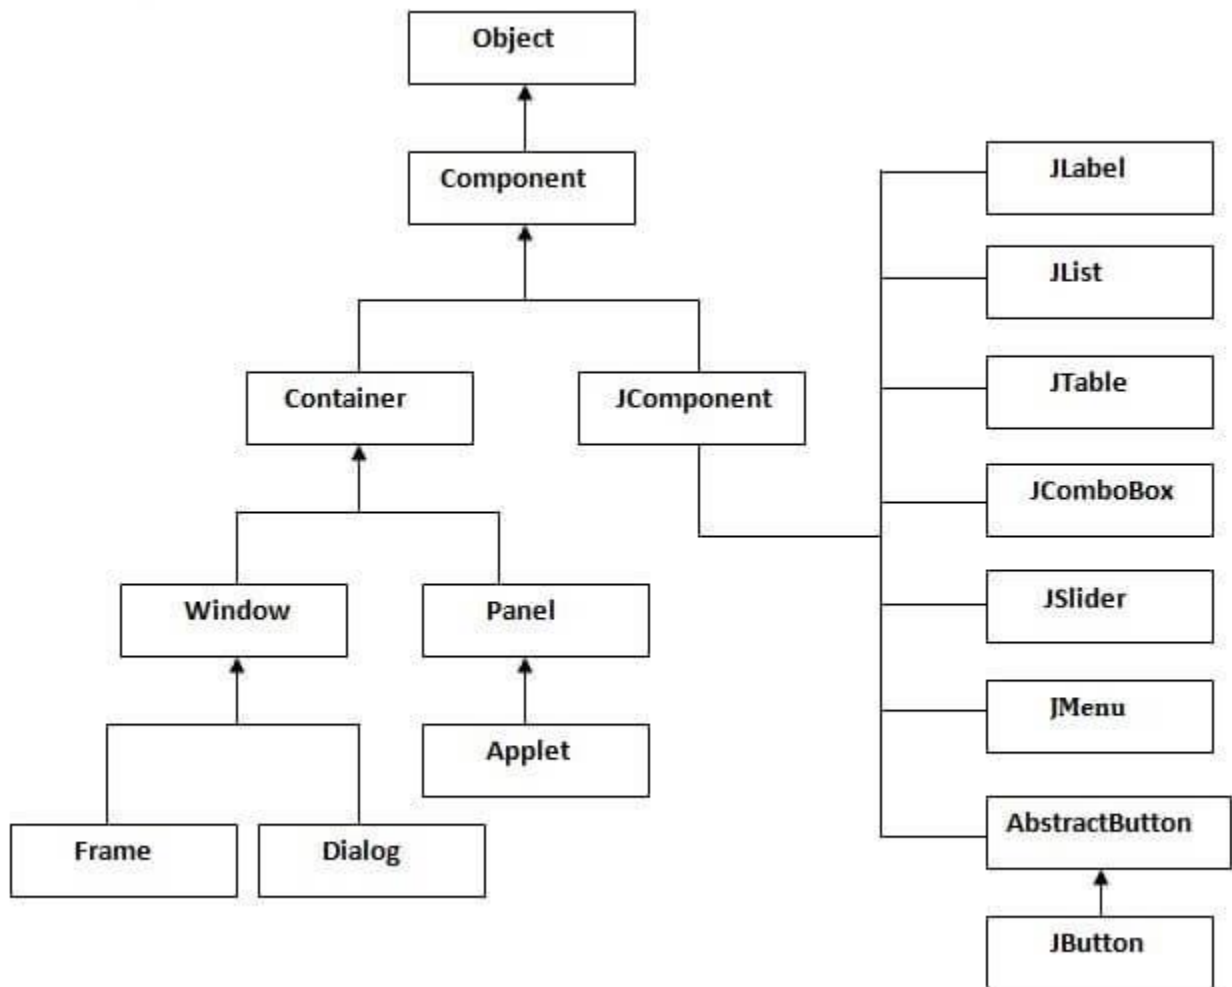 Object
Component
Container
JComponent
Window
Panel
Applet
Frame
Dialog
JLabel
JList
JTable
JComboBox
JSlider
JMenu
AbstractButton
JButton